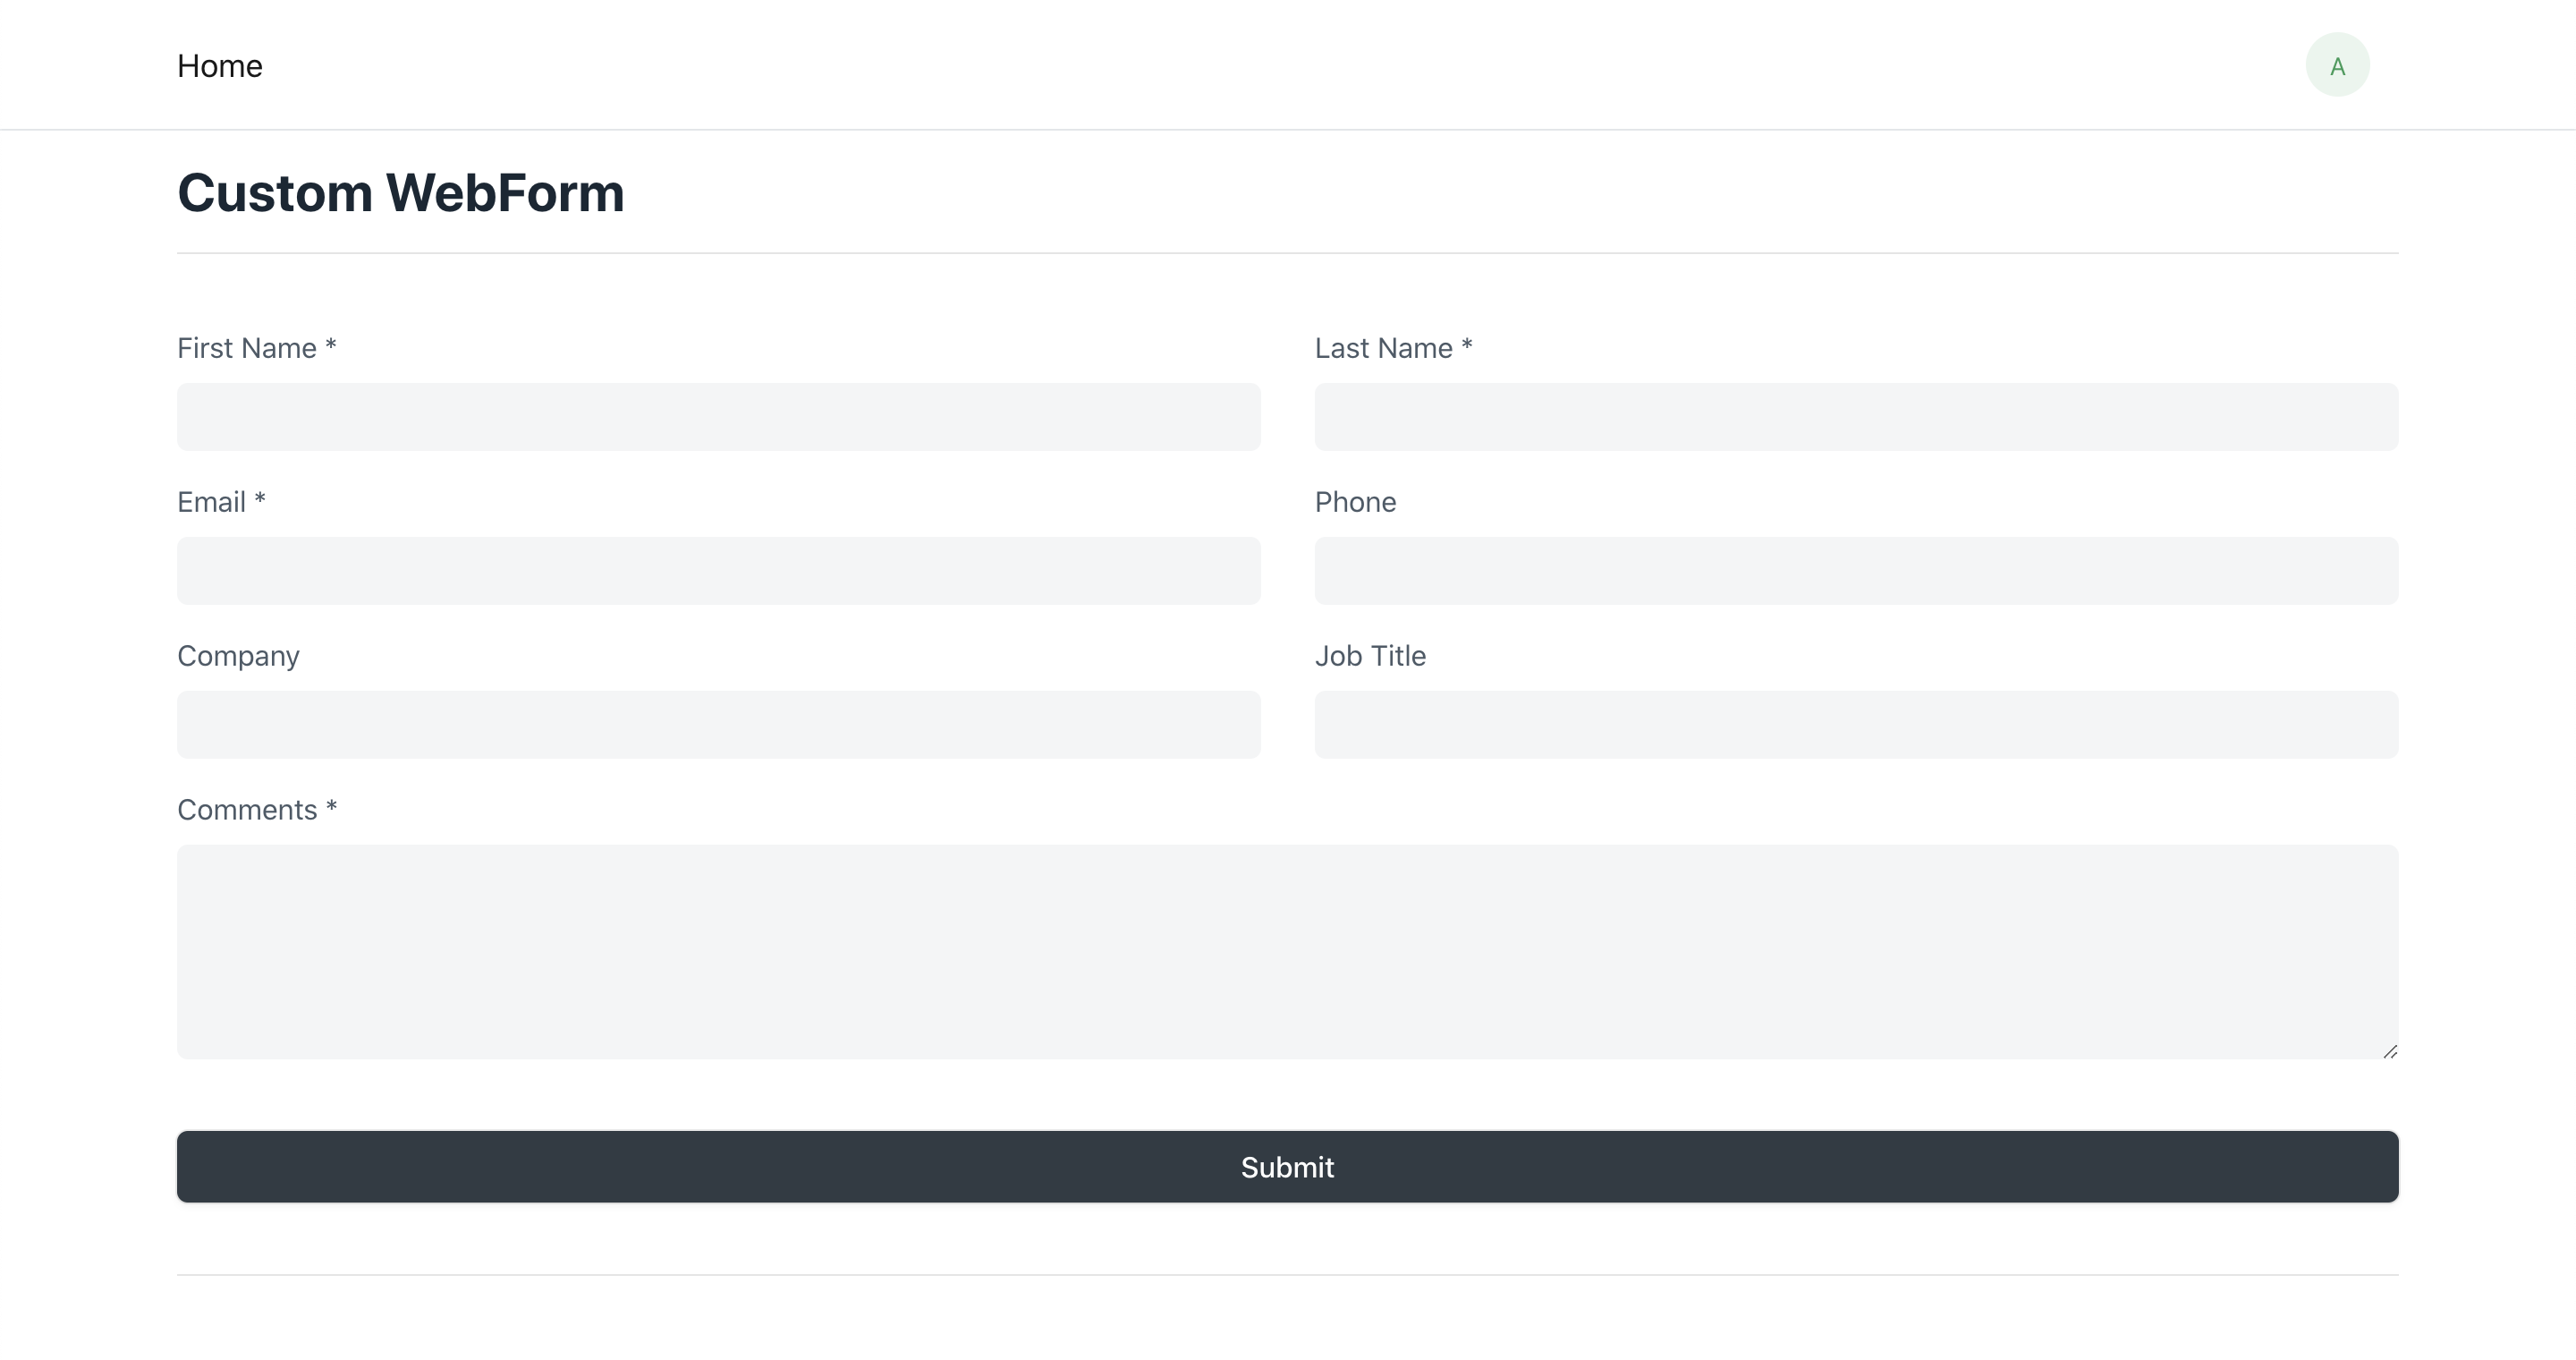 Home
A
Custom WebForm
First Name *
Last Name *
Email *
Phone
Company
Job Title
Comments *
Submit